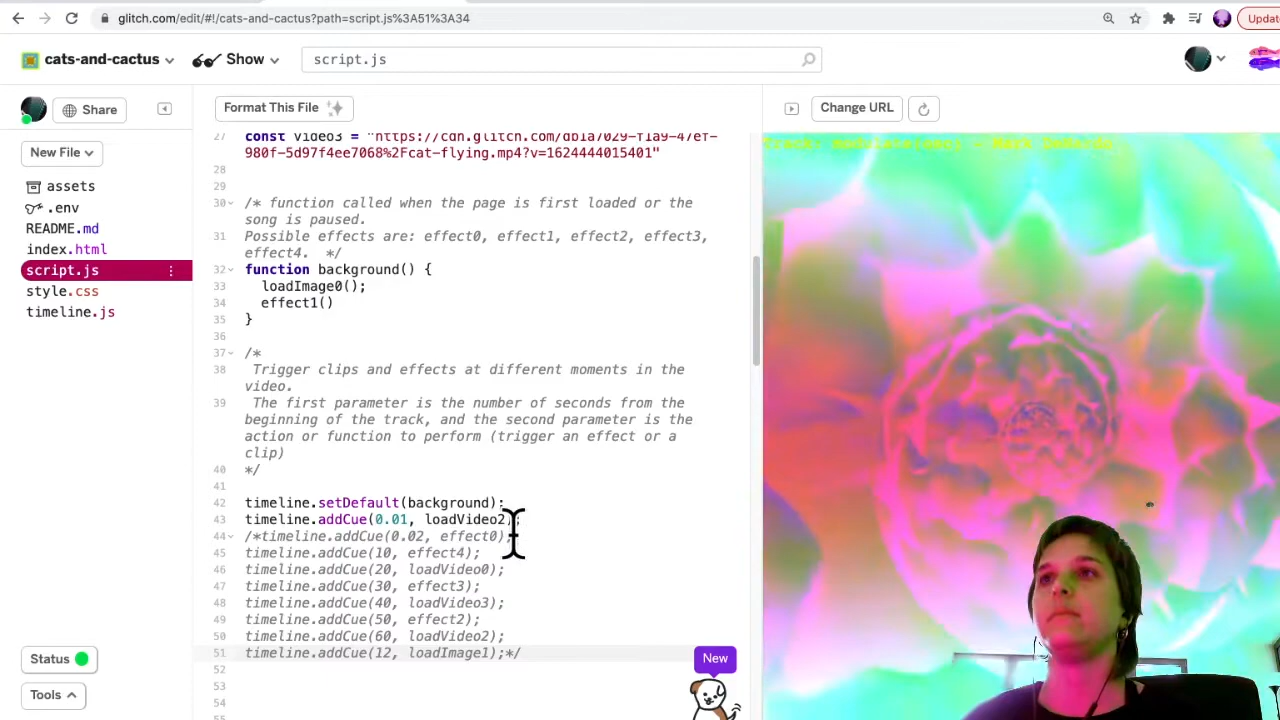 glitch.com/edit/#!/cats-and-cactus?path=script.js%3A51%3A34
Updat
cats-and-cactus
Show
script.js
Share
Format This File
Change URL
New File
assets
.env
README.md
index.html
script.js
style.css
timeline.js
Status
Tools
27 const video3 = "https://cdn.glitch.com/db1a7029-f1a9-47ef-
980f-5d97f4ee7068%2Fcat-flying.mp4?v=1624444015401"
28
29
30 /* function called when the page is first loaded or the
song is paused.
31 Possible effects are: effect0, effect1, effect2, effect3,
effect4.  */
32 function background() {
33 loadImage0();
34 effect1()
35 }
36
37 /*
38 Trigger clips and effects at different moments in the
video.
39 The first parameter is the number of seconds from the
beginning of the track, and the second parameter is the
action or function to perform (trigger an effect or a
clip)
40 */
41
42 timeline.setDefault(background);
43 timeline.addCue(0.01, loadVideo2);
44 /*timeline.addCue(0.02, effect0);
45 timeline.addCue(10, effect4);
46 timeline.addCue(20, loadVideo0);
47 timeline.addCue(30, effect3);
48 timeline.addCue(40, loadVideo3);
49 timeline.addCue(50, effect2);
50 timeline.addCue(60, loadVideo2);
51 timeline.addCue(12, loadImage1);*/
52
53
54
New